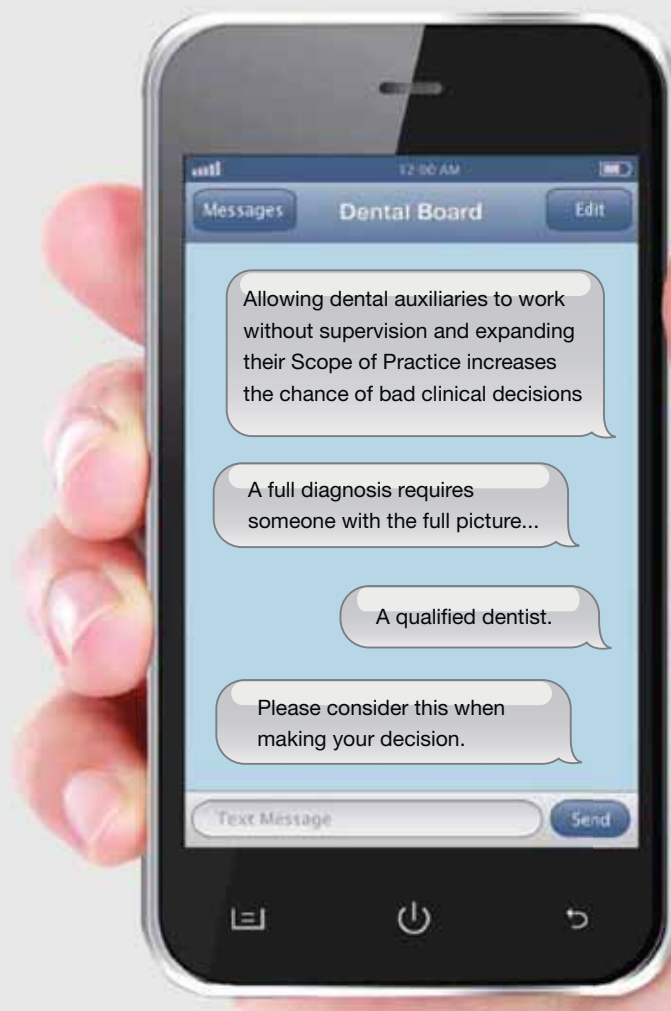 12:00 AM
Messages
Dental Board
Edit
Allowing dental auxiliaries to work
without supervision and expanding
their Scope of Practice increases
the chance of bad clinical decisions
A full diagnosis requires
someone with the full picture...
A qualified dentist.
Please consider this when
making your decision.
Text Message
Send